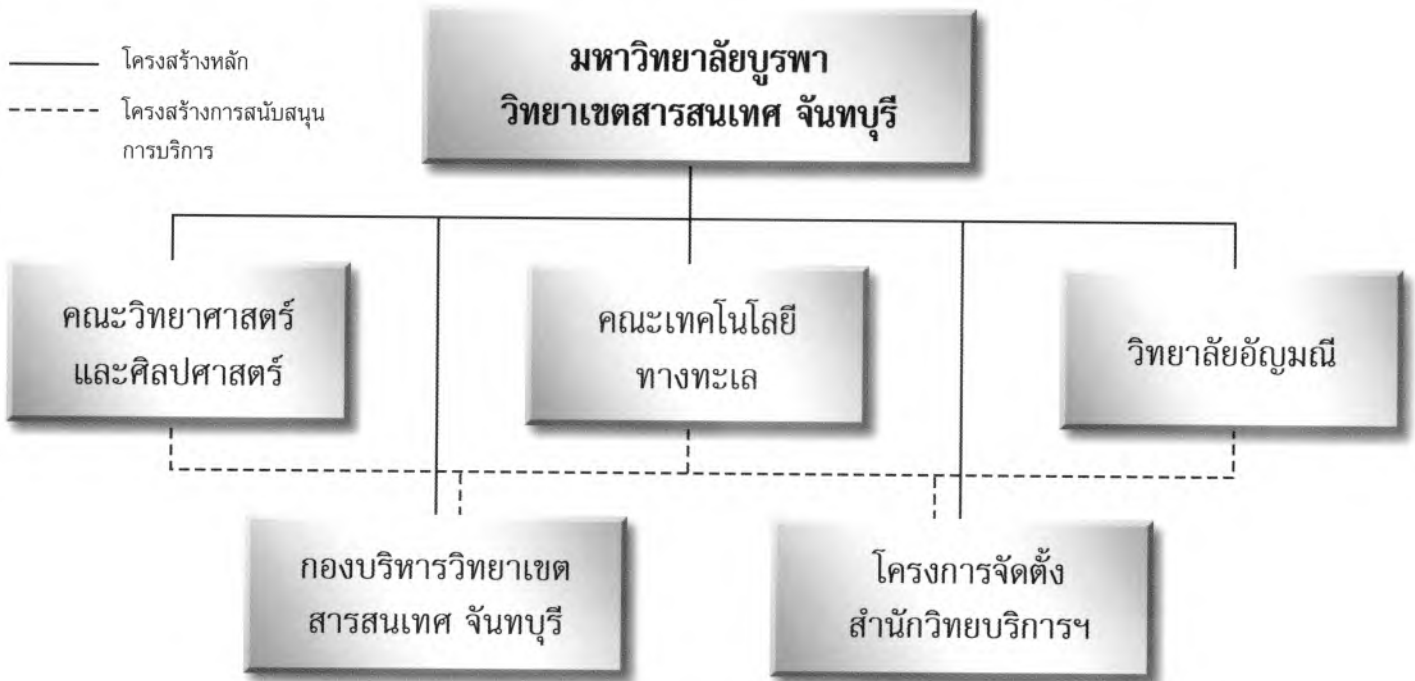 โครงสร้างหลัก
โครงสร้างการสนับสนุน
การบริการ
มหาวิทยาลัยบูรพา
วิทยาเขตสารสนเทศ จันทบุรี
คณะวิทยาศาสตร์
และศิลปศาสตร์
คณะเทคโนโลยี
ทางทะเล
วิทยาลัยอัญมณี
กองบริหารวิทยาเขต
สารสนเทศ จันทบุรี
โครงการจัดตั้ง
สำนักวิทยบริการฯ